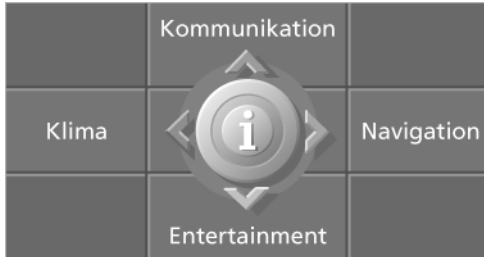 Kommunikation
Klima
i
Navigation
Entertainment